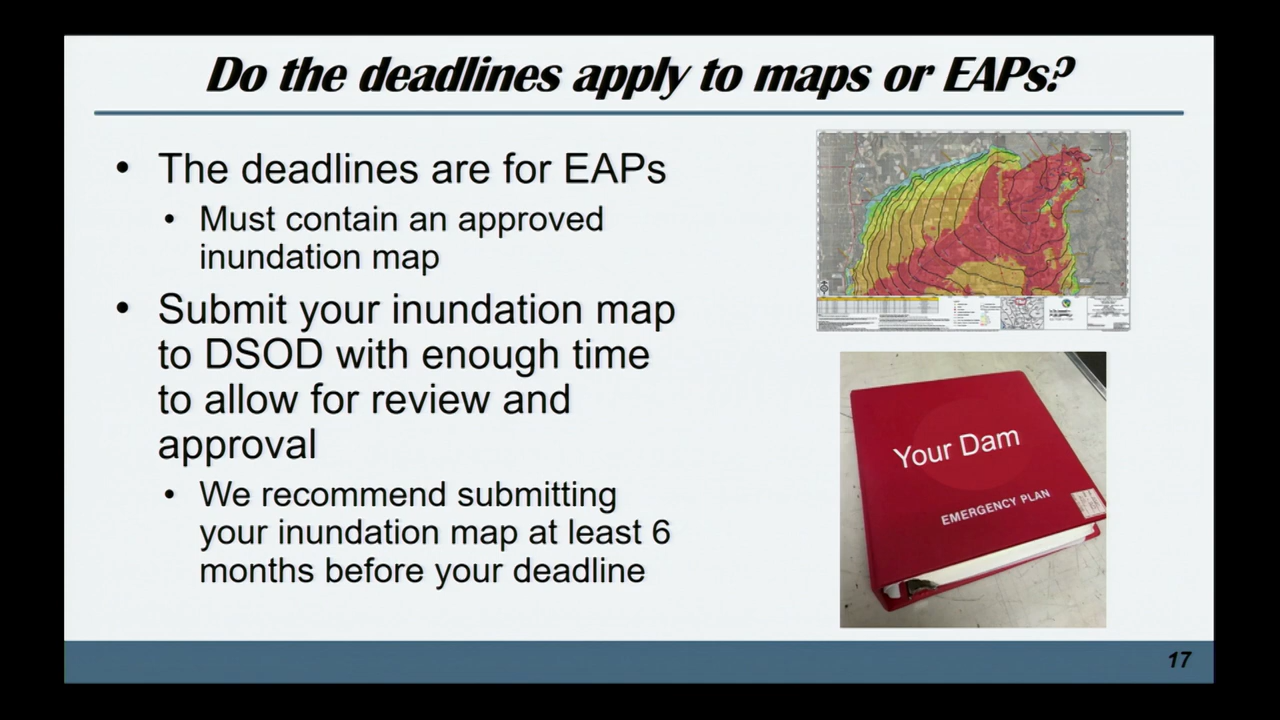 Do the deadlines apply to maps or EAPs?
• The deadlines are for EAPs
• Must contain an approved
inundation map
• Submit your inundation map
to DSOD with enough time
to allow for review and
approval
• We recommend submitting
your inundation map at least 6
months before your deadline
Your Dam
EMERGENCY PLAN
17